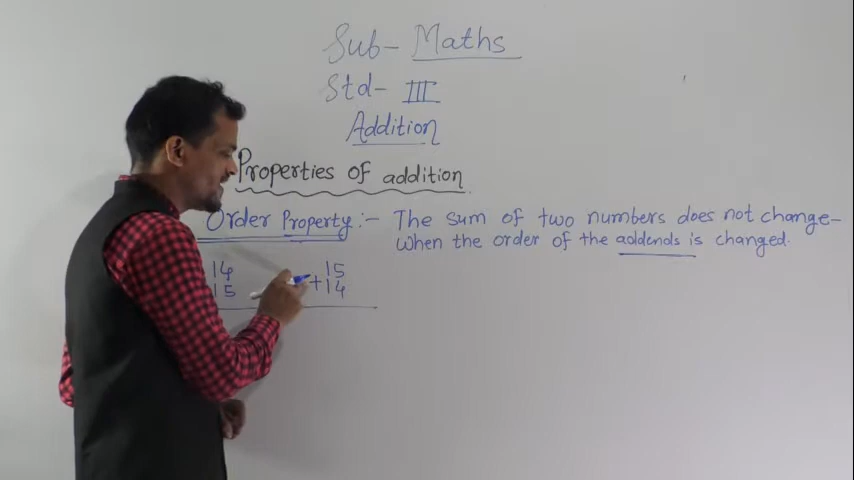 Sub- Maths
Std- III
Addition
Properties of addition
Order Property :- The sum of two numbers does not change-
when the order of the addends is changed.
14 15
15 +14